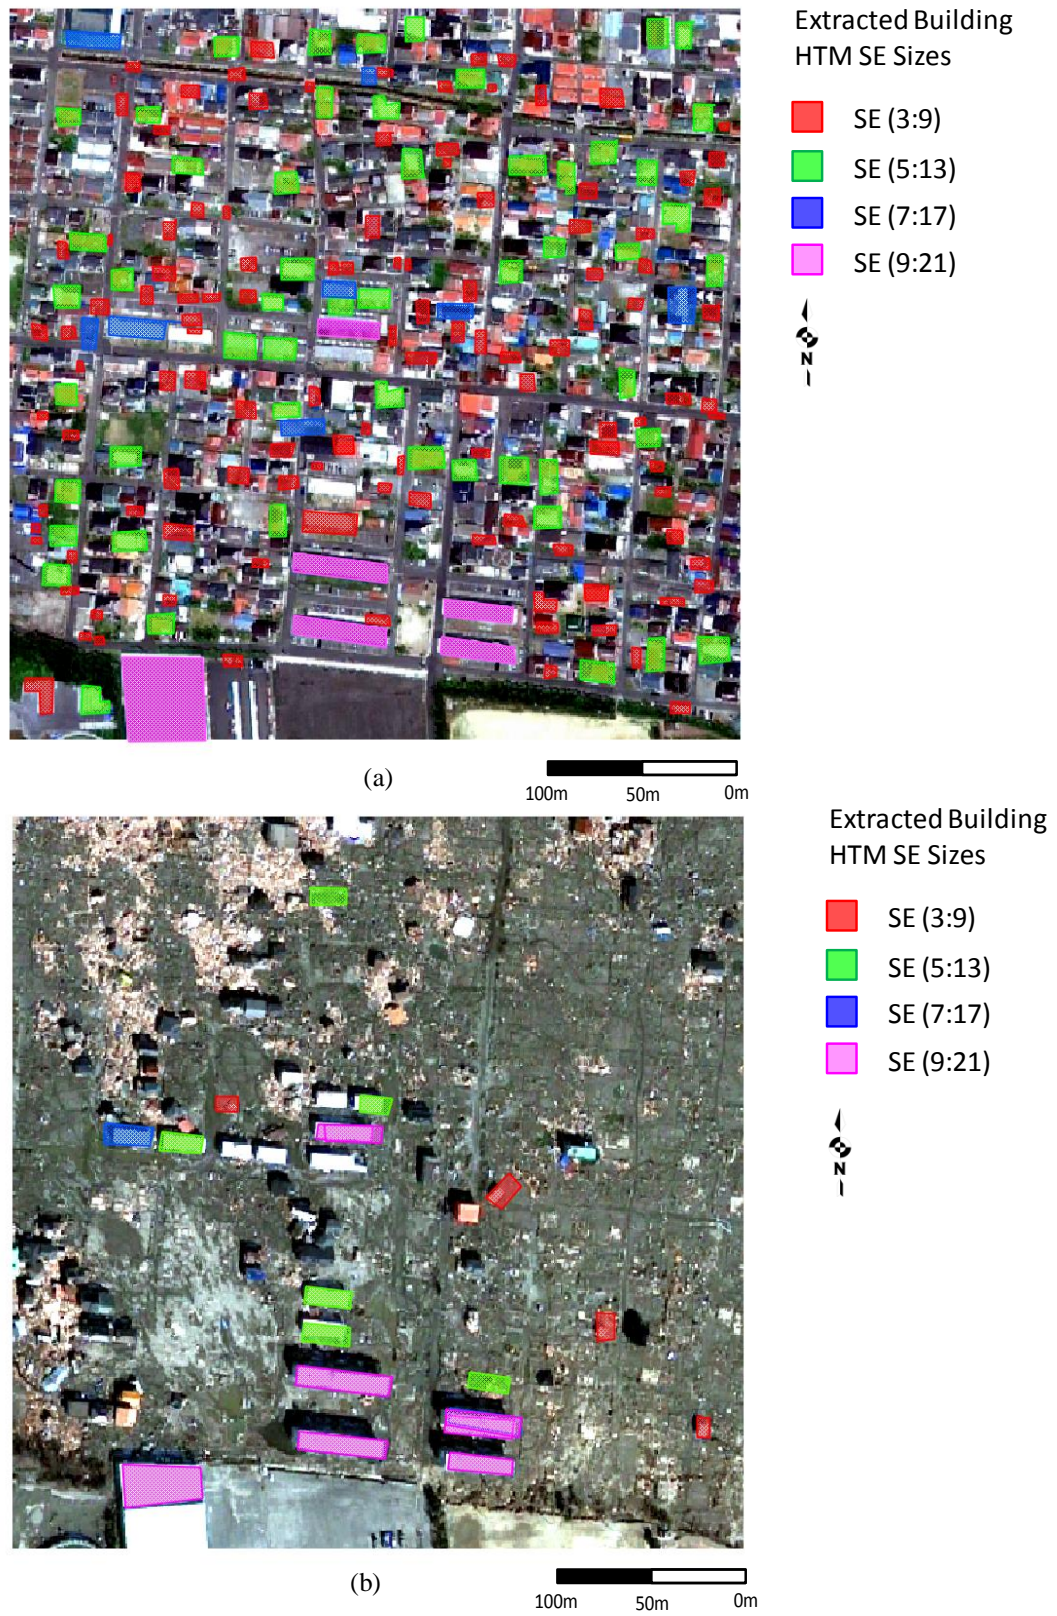 Extracted Building
HTM SE Sizes
SE (3:9)
SE (5:13)
SE (7:17)
SE (9:21)
N
(a)
100m 50m 0m
Extracted Building
HTM SE Sizes
SE (3:9)
SE (5:13)
SE (7:17)
SE (9:21)
N
(b)
100m 50m 0m